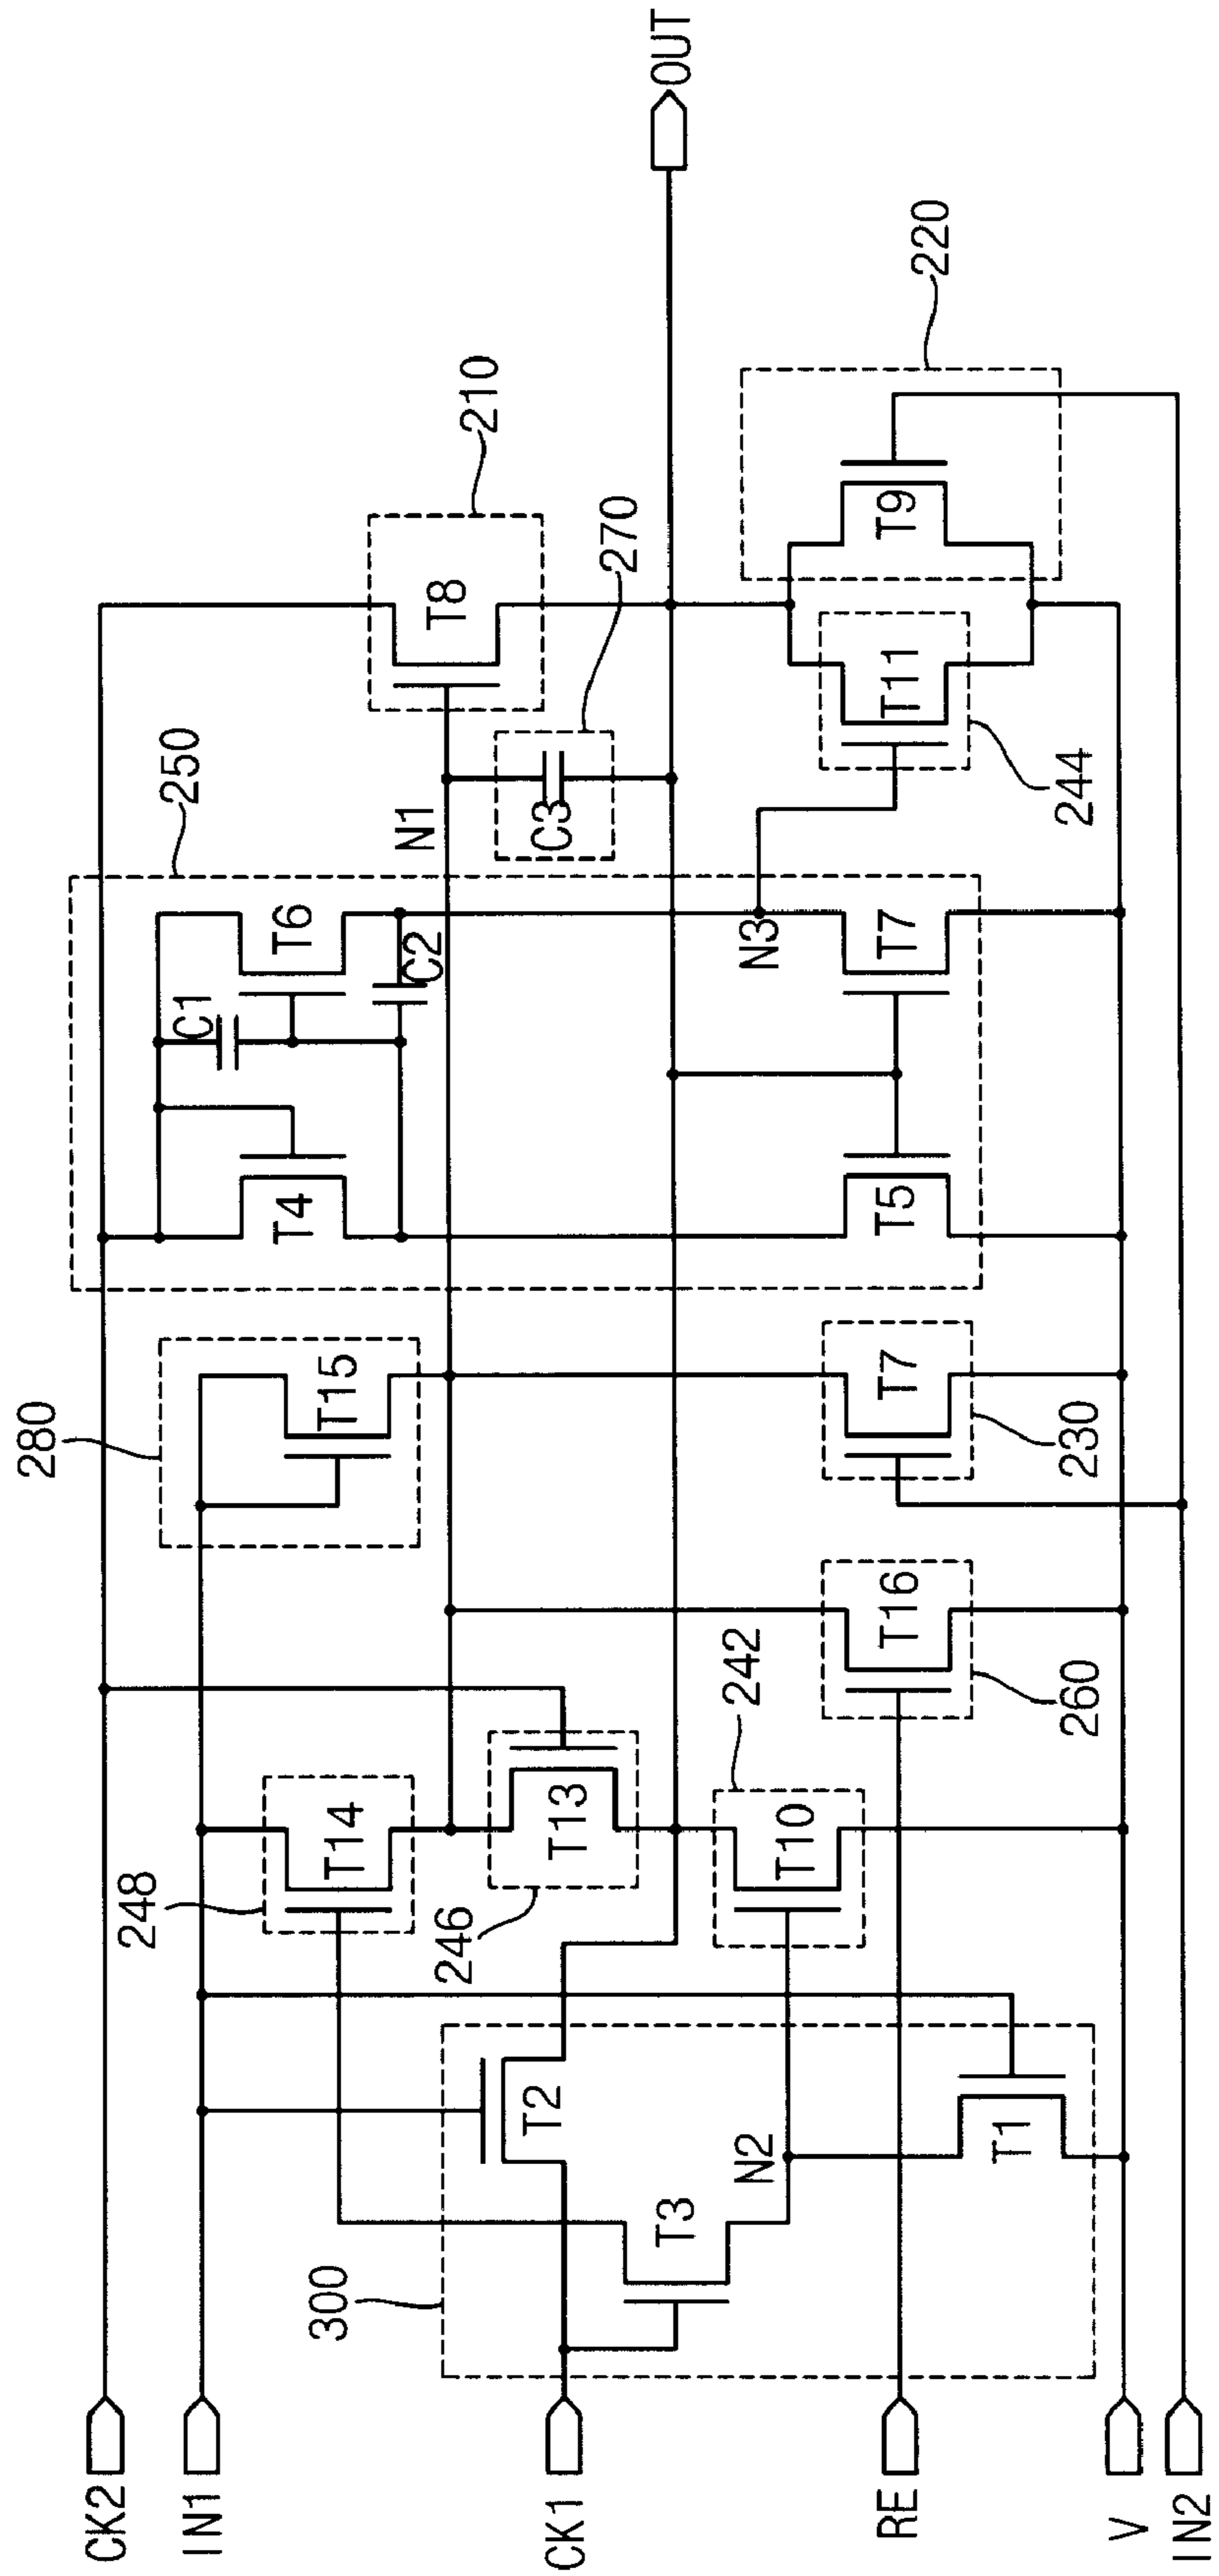 CK2
IN1
CK1
RE
V
IN2
OUT
300
T3
T2
N2
T1
248
T14
246
T13
242
T10
260
T16
280
T15
230
T7
250
T4
C1
T6
C2
T5
T7
N3
N1
C3
270
210
T8
244
T11
T9
220